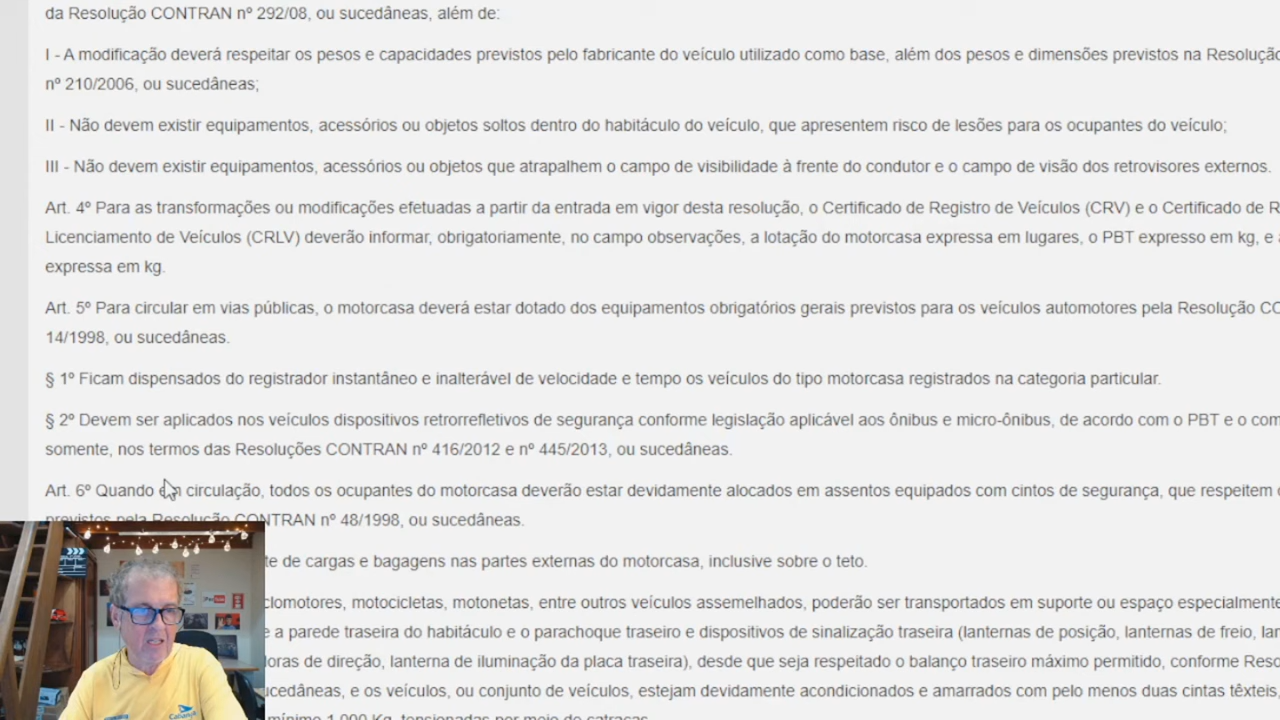 da Resolução CONTRAN nº 292/08, ou sucedâneas, além de:
I - A modificação deverá respeitar os pesos e capacidades previstos pelo fabricante do veículo utilizado como base, além dos pesos e dimensões previstos na Resolução
nº 210/2006, ou sucedâneas;
II - Não devem existir equipamentos, acessórios ou objetos soltos dentro do habitáculo do veículo, que apresentem risco de lesões para os ocupantes do veículo;
III - Não devem existir equipamentos, acessórios ou objetos que atrapalhem o campo de visibilidade à frente do condutor e o campo de visão dos retrovisores externos.
Art. 4º Para as transformações ou modificações efetuadas a partir da entrada em vigor desta resolução, o Certificado de Registro de Veículos (CRV) e o Certificado de R
Licenciamento de Veículos (CRLV) deverão informar, obrigatoriamente, no campo observações, a lotação do motorcasa expressa em lugares, o PBT expresso em kg, e a
expressa em kg.
Art. 5º Para circular em vias públicas, o motorcasa deverá estar dotado dos equipamentos obrigatórios gerais previstos para os veículos automotores pela Resolução CO
14/1998, ou sucedâneas.
§ 1º Ficam dispensados do registrador instantâneo e inalterável de velocidade e tempo os veículos do tipo motorcasa registrados na categoria particular.
§ 2º Devem ser aplicados nos veículos dispositivos retrorrefletivos de segurança conforme legislação aplicável aos ônibus e micro-ônibus, de acordo com o PBT e o com
somente, nos termos das Resoluções CONTRAN nº 416/2012 e nº 445/2013, ou sucedâneas.
Art. 6º Quando em circulação, todos os ocupantes do motorcasa deverão estar devidamente alocados em assentos equipados com cintos de segurança, que respeitem
previstos pela Resolução CONTRAN nº 48/1998, ou sucedâneas.
te de cargas e bagagens nas partes externas do motorcasa, inclusive sobre o teto.
clomotores, motocicletas, motonetas, entre outros veículos assemelhados, poderão ser transportados em suporte ou espaço especialmente
e a parede traseira do habitáculo e o parachoque traseiro e dispositivos de sinalização traseira (lanternas de posição, lanternas de freio, lan
doras de direção, lanterna de iluminação da placa traseira), desde que seja respeitado o balanço traseiro máximo permitido, conforme Reso
ucedâneas, e os veículos, ou conjunto de veículos, estejam devidamente acondicionados e amarrados com pelo menos duas cintas têxteis,
mínimo 1.000 Kg, tensionadas por meio de catracas.